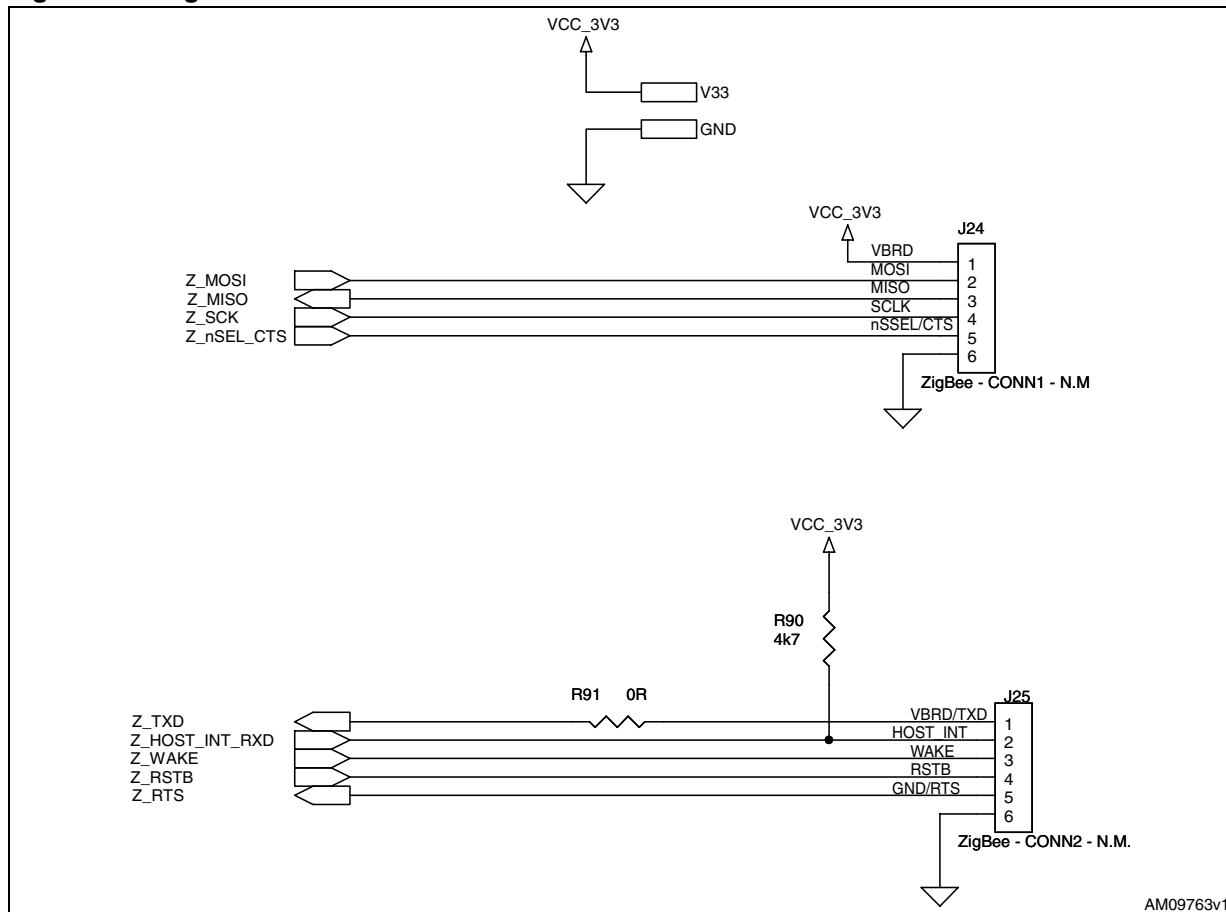 VCC_3V3
V33
GND
VCC_3V3
J24
VBRD
1
Z_MOSI
MOSI
2
Z_MISO
MISO
3
Z_SCK
SCLK
4
Z_nSEL_CTS
nSSEL/CTS
5
6
ZigBee - CONN1 - N.M
VCC_3V3
R90
4k7
R91 0R
J25
Z_TXD
VBRD/TXD
1
Z_HOST_INT_RXD
HOST_INT
2
Z_WAKE
WAKE
3
Z_RSTB
RSTB
4
Z_RTS
GND/RTS
5
6
ZigBee - CONN2 - N.M.
AM09763v1